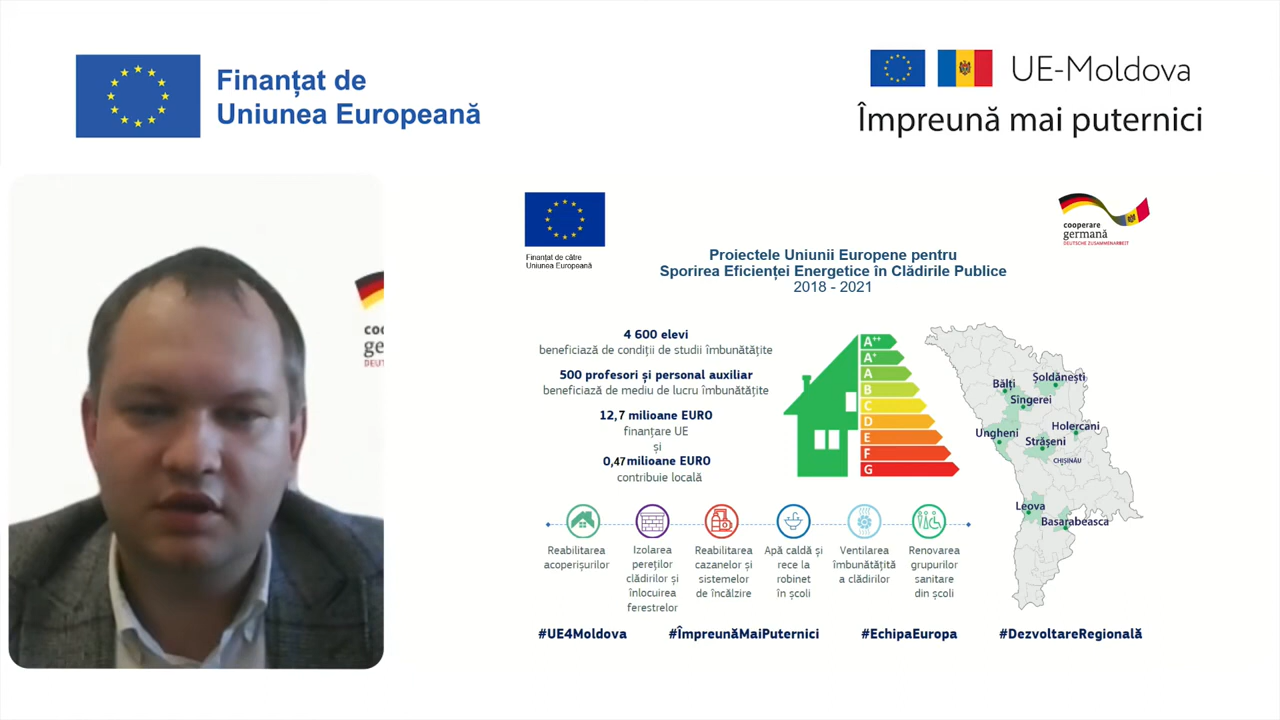 Finanțat de
Uniunea Europeană
UE-Moldova
Împreună mai puternici
coo
ge
DEUT
Finanțat de către
Uniunea Europeană
cooperare
germană
DEUTSCHE ZUSAMMENARBEIT
Proiectele Uniunii Europene pentru
Sporirea Eficienței Energetice în Clădirile Publice
2018 - 2021
4 600 elevi
beneficiază de condiții de studii îmbunătățite
500 profesori și personal auxiliar
beneficiază de mediu de lucru îmbunătățite
12,7 milioane EURO
finanțare UE
și
0,47 milioane EURO
contribuie locală
A++
A+
A
B
C
D
E
F
G
Bălți
Șoldănești
Sîngerei
Ungheni
Holercani
Strășeni
CHIȘINĂU
Leova
Basarabeasca
Reabilitarea
acoperișurilor
Izolarea
pereților
clădirilor și
înlocuirea
ferestrelor
Reabilitarea
cazanelor și
sistemelor
de încălzire
Apă caldă și
rece la
robinet
în școli
Ventilarea
îmbunătățită
a clădirilor
Renovarea
grupurilor
sanitare
din școli
#UE4Moldova
#ÎmpreunăMaiPuternici
#EchipaEuropa
#DezvoltareRegională